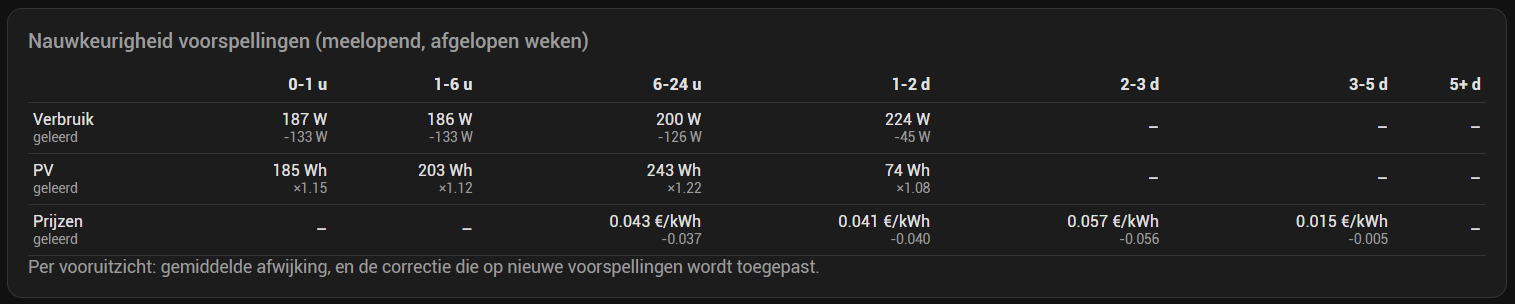 Nauwkeurigheid voorspellingen (meelopend, afgelopen weken)
0-1 u 1-6 u 6-24 u 1-2 d 2-3 d 3-5 d 5+ d
Verbruik 187 W 186 W 200 W 224 W – – –
geleerd -133 W -133 W -126 W -45 W
PV 185 Wh 203 Wh 243 Wh 74 Wh – – –
geleerd ×1.15 ×1.12 ×1.22 ×1.08
Prijzen – – 0.043 €/kWh 0.041 €/kWh 0.057 €/kWh 0.015 €/kWh –
geleerd -0.037 -0.040 -0.056 -0.005
Per vooruitzicht: gemiddelde afwijking, en de correctie die op nieuwe voorspellingen wordt toegepast.